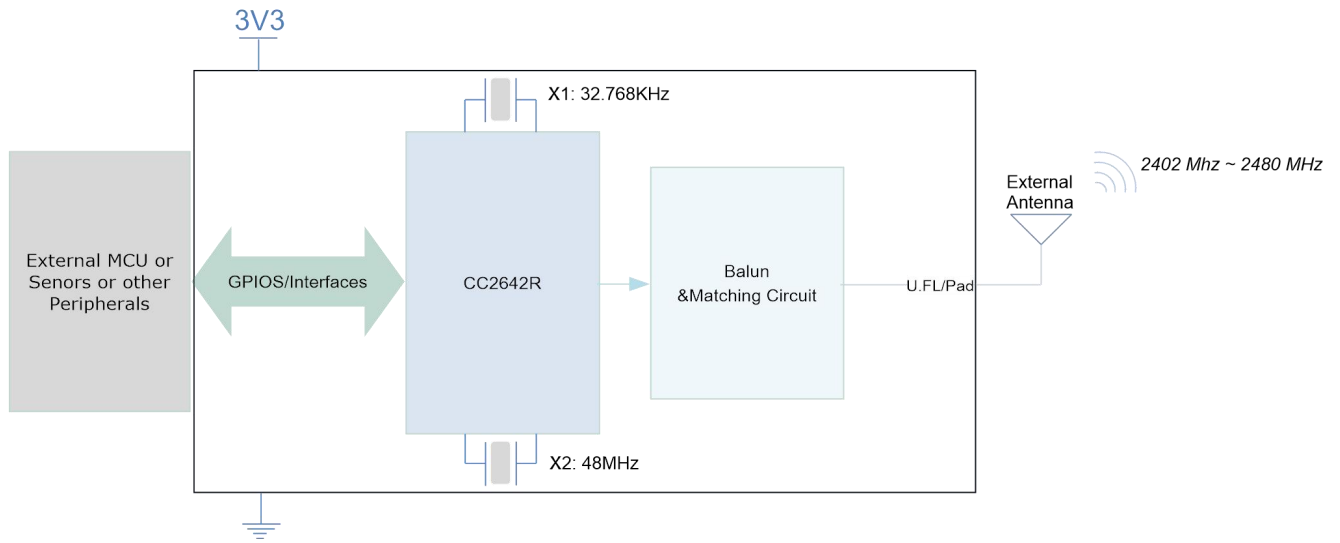 3V3
X1: 32.768KHz
2402 Mhz ~ 2480 MHz
External
Antenna
External MCU or
Senors or other
Peripherals
GPIOS/Interfaces
CC2642R
Balun
&Matching Circuit
U.FL/Pad
X2: 48MHz